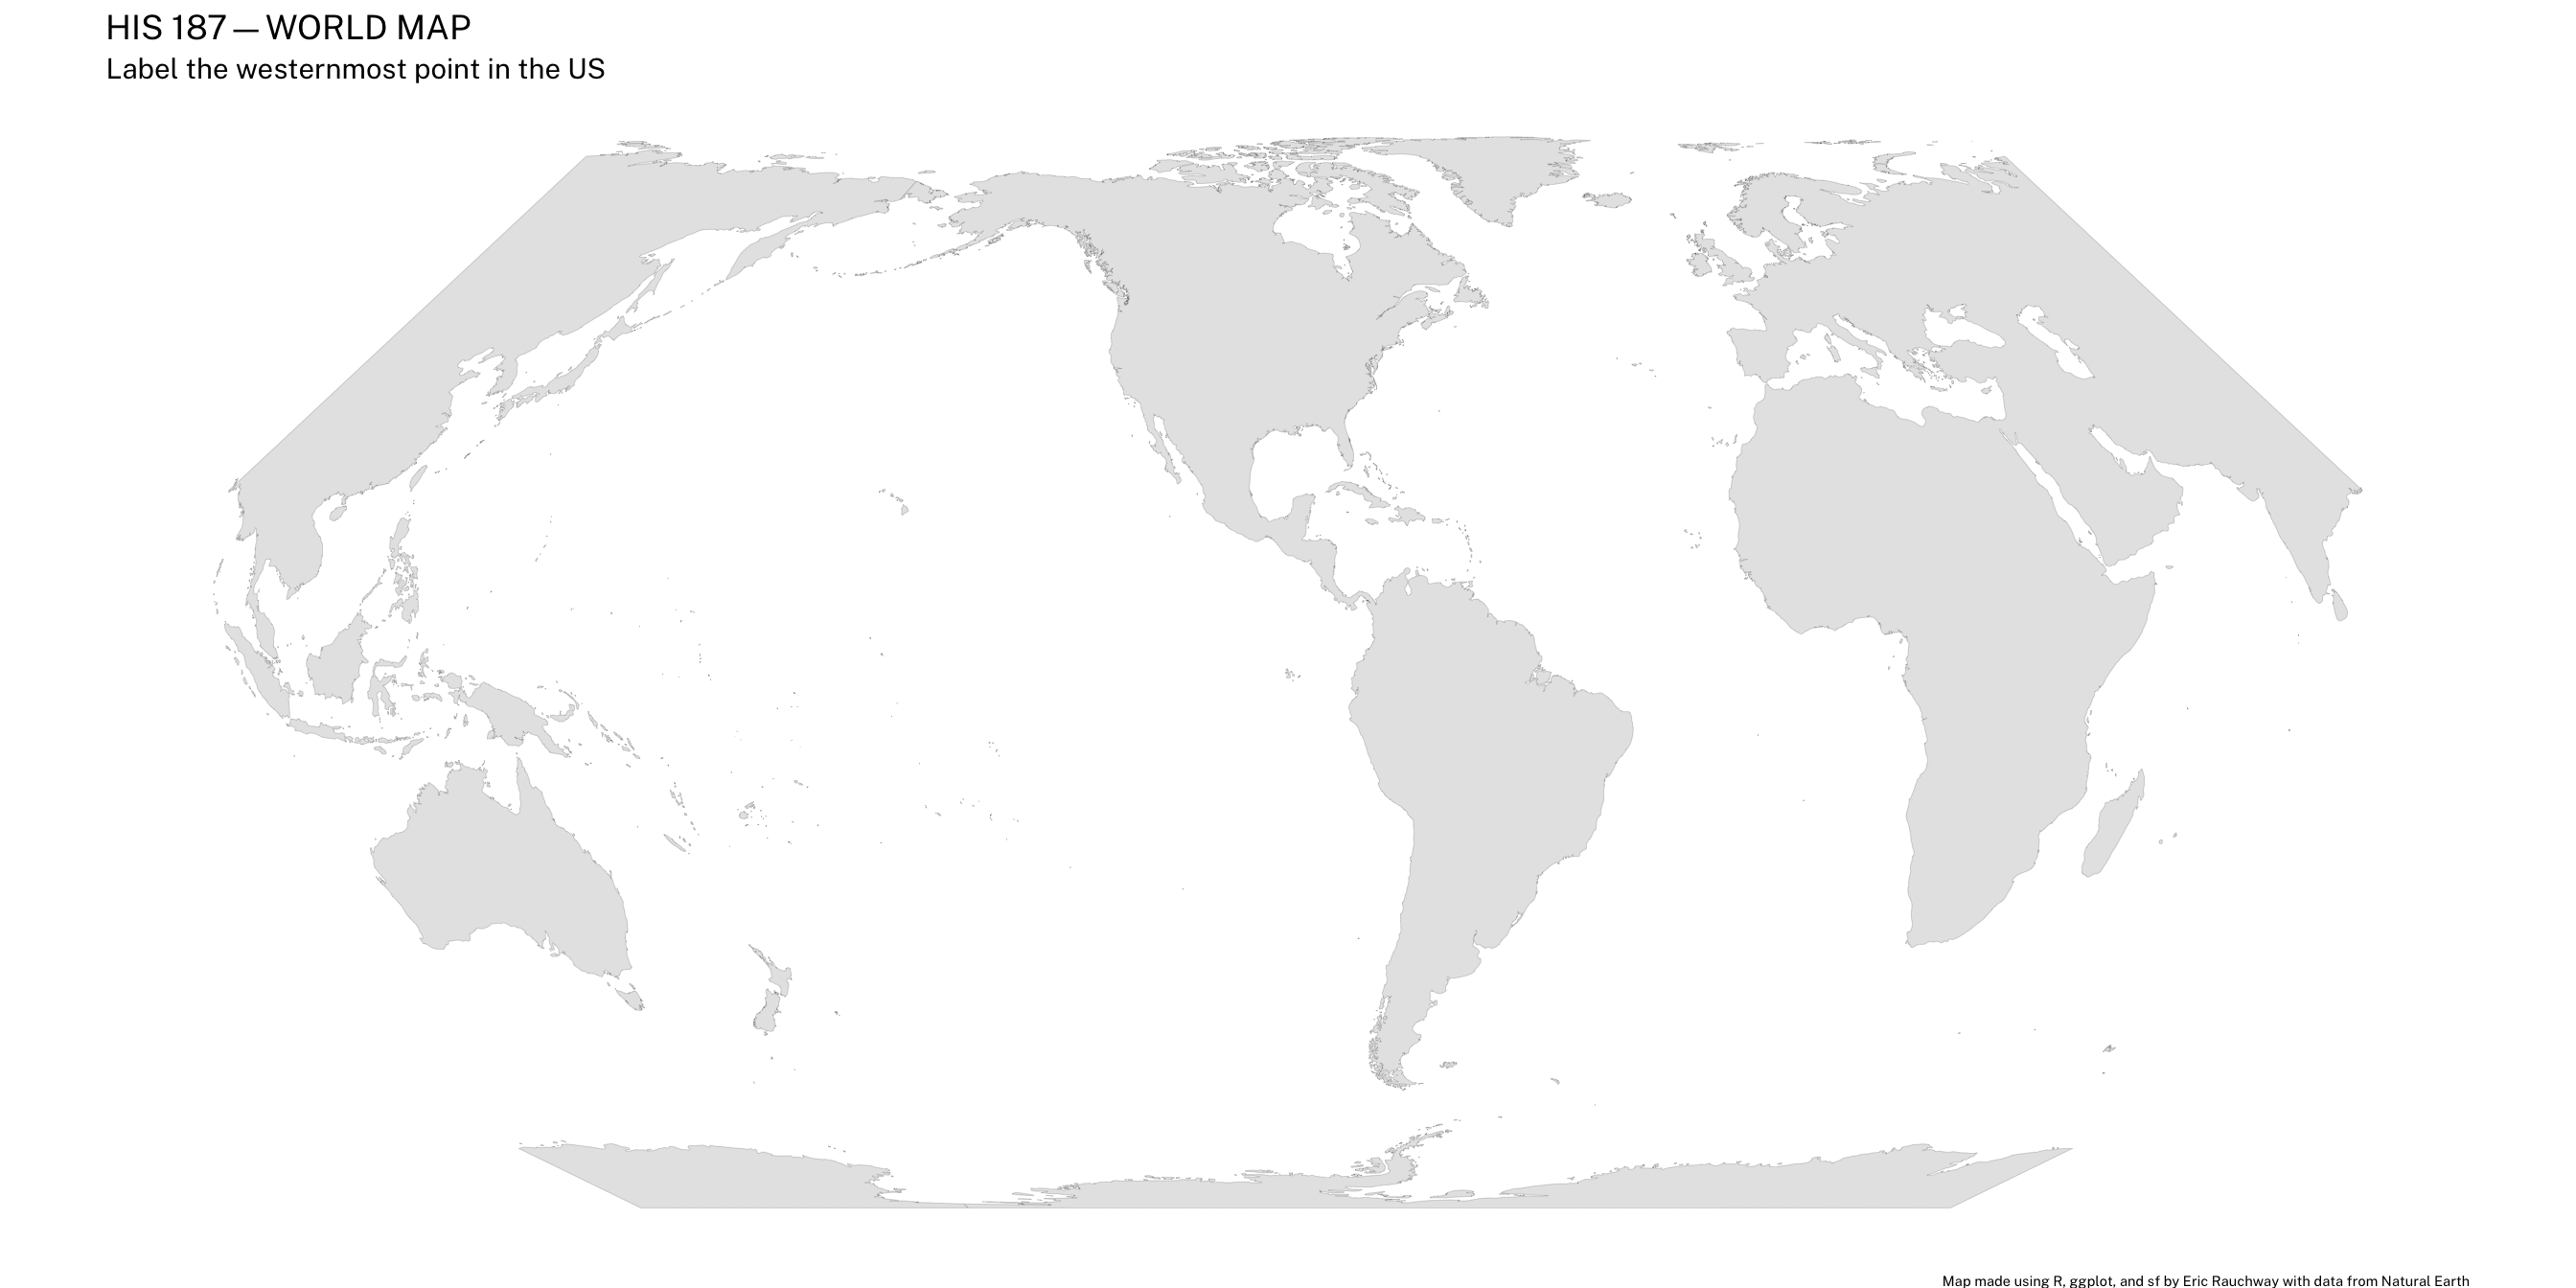 HIS 187 — WORLD MAP
Label the westernmost point in the US
Map made using R, ggplot, and sf by Eric Rauchway with data from Natural Earth